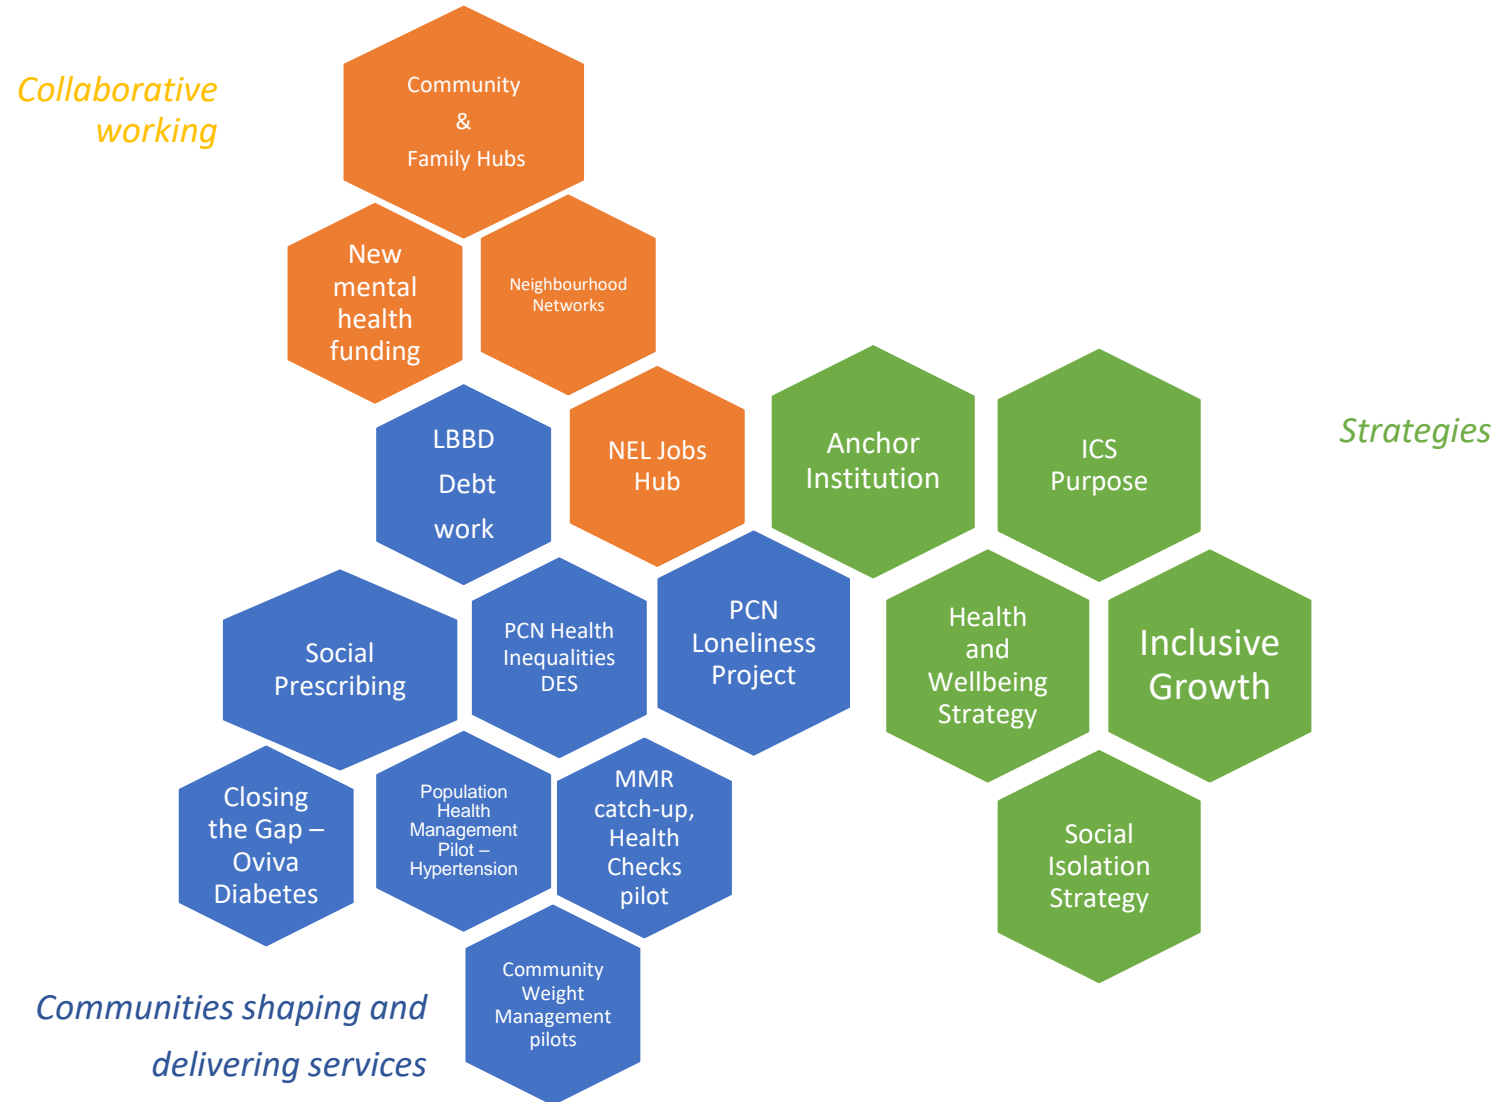 Collaborative
working
Community
&
Family Hubs
New
mental
health
funding
Neighbourhood
Networks
LBBD
Debt
work
NEL Jobs
Hub
Anchor
Institution
ICS
Purpose
Strategies
Social
Prescribing
PCN Health
Inequalities
DES
PCN
Loneliness
Project
Health
and
Wellbeing
Strategy
Inclusive
Growth
Closing
the Gap –
Oviva
Diabetes
Population
Health
Management
Pilot –
Hypertension
MMR
catch-up,
Health
Checks
pilot
Social
Isolation
Strategy
Community
Weight
Management
pilots
Communities shaping and
delivering services